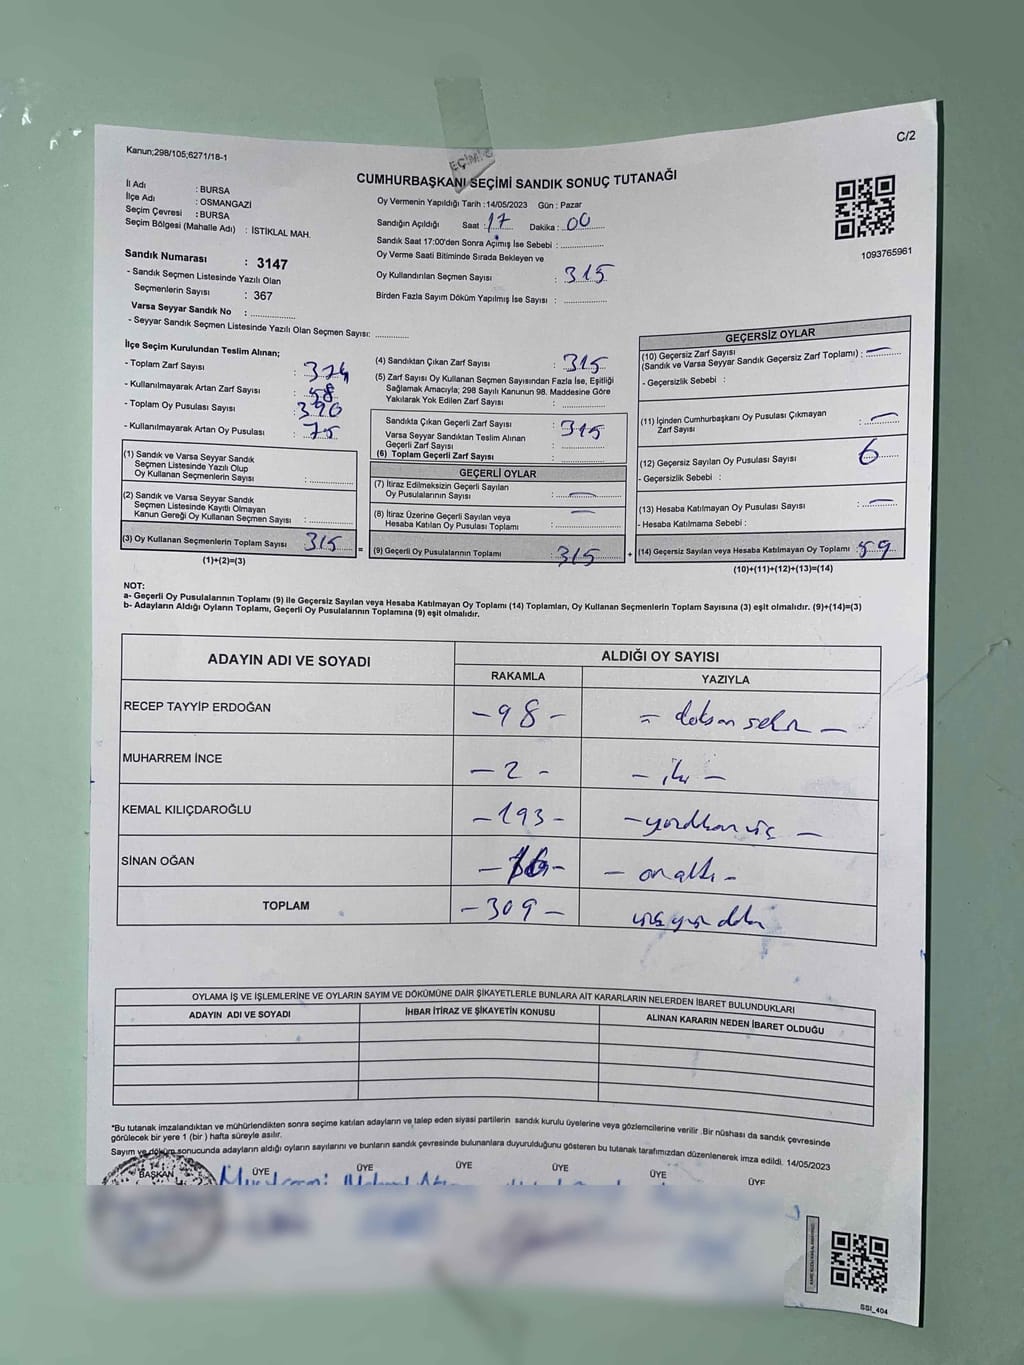 C/2
Kanun;298/105;6271/18-1
CUMHURBAŞKANI SEÇİMİ SANDIK SONUÇ TUTANAĞI
İl Adı : BURSA
İlçe Adı : OSMANGAZİ
Seçim Çevresi : BURSA
Seçim Bölgesi (Mahalle Adı) : İSTİKLAL MAH.
Sandık Numarası : 3147
- Sandık Seçmen Listesinde Yazılı Olan
Seçmenlerin Sayısı : 367
Varsa Seyyar Sandık No : ..............
- Seyyar Sandık Seçmen Listesinde Yazılı Olan Seçmen Sayısı: ............
Oy Vermenin Yapıldığı Tarih :14/05/2023 Gün : Pazar
Sandığın Açıldığı Saat : 17 Dakika : 00
Sandık Saat 17:00'den Sonra Açılmış İse Sebebi : ..............
Oy Verme Saati Bitiminde Sırada Bekleyen ve
Oy Kullandırılan Seçmen Sayısı : 315
Birden Fazla Sayım Döküm Yapılmış İse Sayısı : ..............
1093765961
İlçe Seçim Kurulundan Teslim Alınan;
- Toplam Zarf Sayısı : 374
- Kullanılmayarak Artan Zarf Sayısı : 58
- Toplam Oy Pusulası Sayısı : 390
- Kullanılmayarak Artan Oy Pusulası : 75
(1) Sandık ve Varsa Seyyar Sandık
Seçmen Listesinde Yazılı Olup
Oy Kullanan Seçmenlerin Sayısı : ............
(2) Sandık ve Varsa Seyyar Sandık
Seçmen Listesinde Kayıtlı Olmayan
Kanun Gereği Oy Kullanan Seçmen Sayısı : ............
(3) Oy Kullanan Seçmenlerin Toplam Sayısı 315 =
(1)+(2)=(3)
(4) Sandıktan Çıkan Zarf Sayısı : 315
(5) Zarf Sayısı Oy Kullanan Seçmen Sayısından Fazla İse, Eşitliği
Sağlamak Amacıyla; 298 Sayılı Kanunun 98. Maddesine Göre
Yakılarak Yok Edilen Zarf Sayısı : ............
Sandıkta Çıkan Geçerli Zarf Sayısı : 315
Varsa Seyyar Sandıktan Teslim Alınan
Geçerli Zarf Sayısı : ............
(6) Toplam Geçerli Zarf Sayısı : ............
GEÇERLİ OYLAR
(7) İtiraz Edilmeksizin Geçerli Sayılan
Oy Pusulalarının Sayısı : —
(8) İtiraz Üzerine Geçerli Sayılan veya
Hesaba Katılan Oy Pusulası Toplamı : —
(9) Geçerli Oy Pusulalarının Toplamı : 315 +
GEÇERSİZ OYLAR
(10) Geçersiz Zarf Sayısı
(Sandık ve Varsa Seyyar Sandık Geçersiz Zarf Toplamı) : —
- Geçersizlik Sebebi :
(11) İçinden Cumhurbaşkanı Oy Pusulası Çıkmayan
Zarf Sayısı : —
(12) Geçersiz Sayılan Oy Pusulası Sayısı : 6
- Geçersizlik Sebebi :
(13) Hesaba Katılmayan Oy Pusulası Sayısı : —
- Hesaba Katılmama Sebebi :
(14) Geçersiz Sayılan veya Hesaba Katılmayan Oy Toplamı :
(10)+(11)+(12)+(13)=(14)
NOT:
a- Geçerli Oy Pusulalarının Toplamı (9) ile Geçersiz Sayılan veya Hesaba Katılmayan Oy Toplamı (14) Toplamları, Oy Kullanan Seçmenlerin Toplam Sayısına (3) eşit olmalıdır. (9)+(14)=(3)
b- Adayların Aldığı Oyların Toplamı, Geçerli Oy Pusulalarının Toplamına (9) eşit olmalıdır.
ADAYIN ADI VE SOYADI ALDIĞI OY SAYISI
RAKAMLA YAZIYLA
RECEP TAYYİP ERDOĞAN - 98 - = doksan sekiz -
MUHARREM İNCE - 2 - - iki -
KEMAL KILIÇDAROĞLU - 193 - - yüzdoksan üç -
SİNAN OĞAN - 16 - - onaltı -
TOPLAM - 309 - üçyüz dokuz
OYLAMA İŞ VE İŞLEMLERİNE VE OYLARIN SAYIM VE DÖKÜMÜNE DAİR ŞİKAYETLERLE BUNLARA AİT KARARLARIN NELERDEN İBARET BULUNDUKLARI
ADAYIN ADI VE SOYADI İHBAR İTİRAZ VE ŞİKAYETİN KONUSU ALINAN KARARIN NEDEN İBARET OLDUĞU
*Bu tutanak imzalandıktan ve mühürlendikten sonra seçime katılan adayların ve talep eden siyasi partilerin sandık kurulu üyelerine veya gözlemcilerine verilir .Bir nüshası da sandık çevresinde
görülecek bir yere 1 (bir ) hafta süreyle asılır.
Sayım ve döküm sonucunda adayların aldığı oyların sayılarını ve bunların sandık çevresinde bulunanlara duyurulduğunu gösteren bu tutanak tarafımızdan düzenlenerek imza edildi. 14/05/2023
BAŞKAN ÜYE ÜYE ÜYE ÜYE ÜYE ÜYE
SSI_404